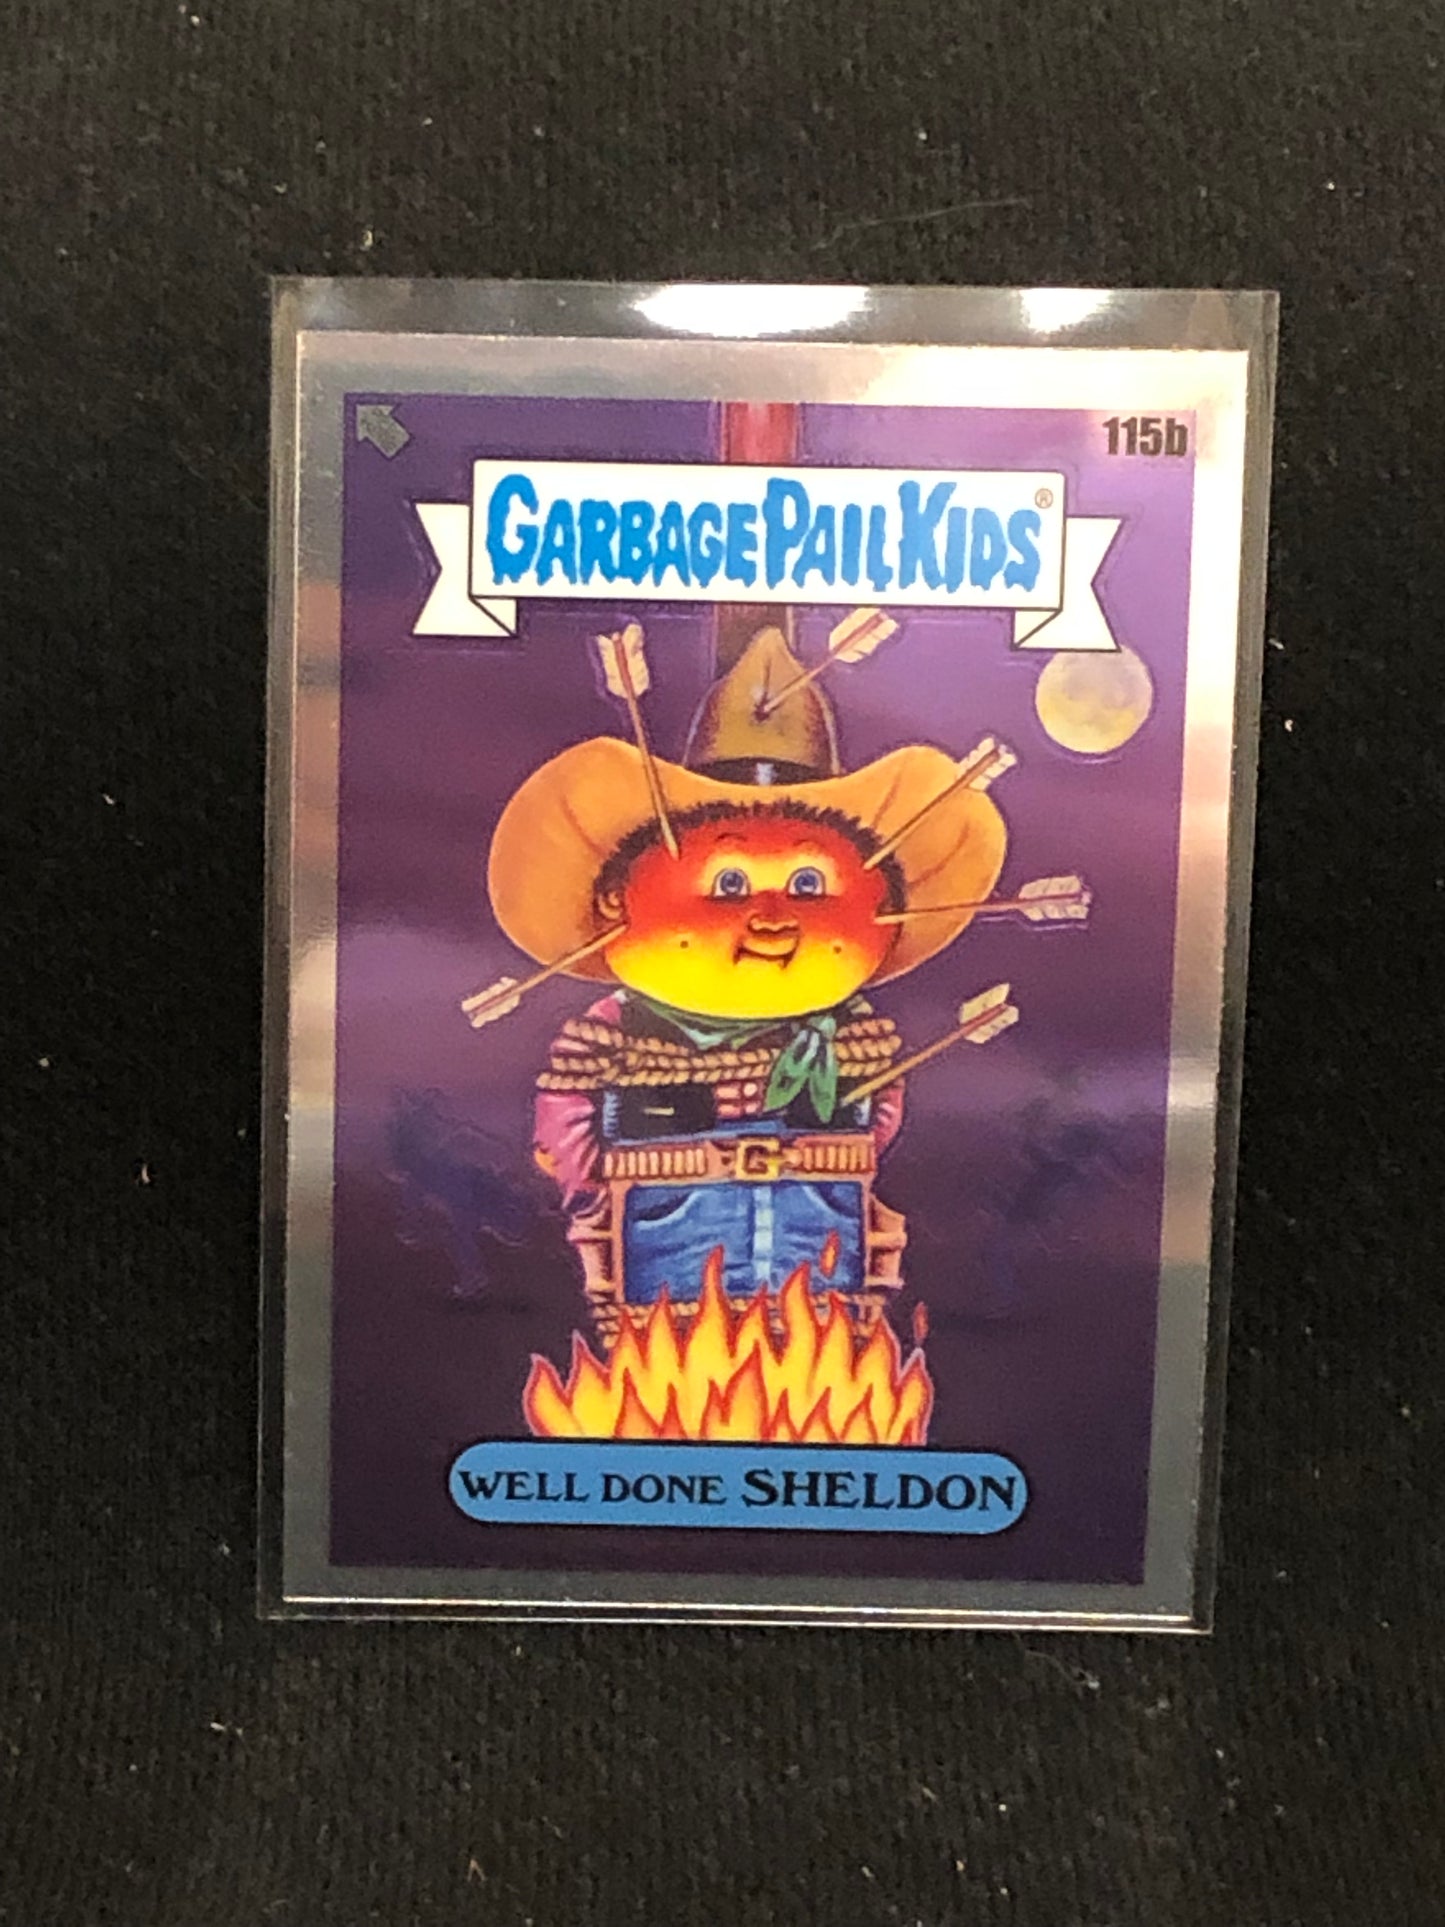 115b
GARBAGE PAIL KIDS®
G
WELL DONE SHELDON